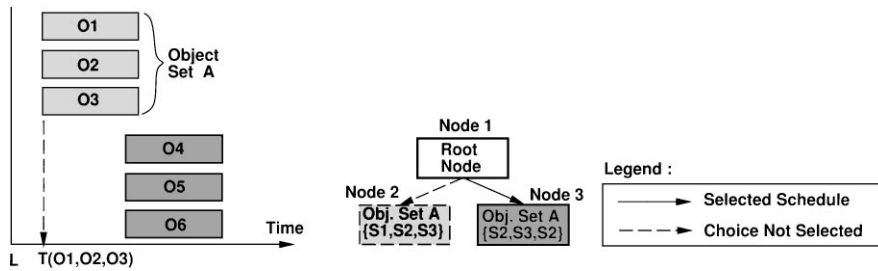 O1
O2
O3
Object
Set A
O4
O5
O6
Time
L
T(O1,O2,O3)
Node 1
Root
Node
Node 2
Node 3
Obj. Set A
{S1,S2,S3}
Obj. Set A
{S2,S3,S2}
Legend :
Selected Schedule
Choice Not Selected